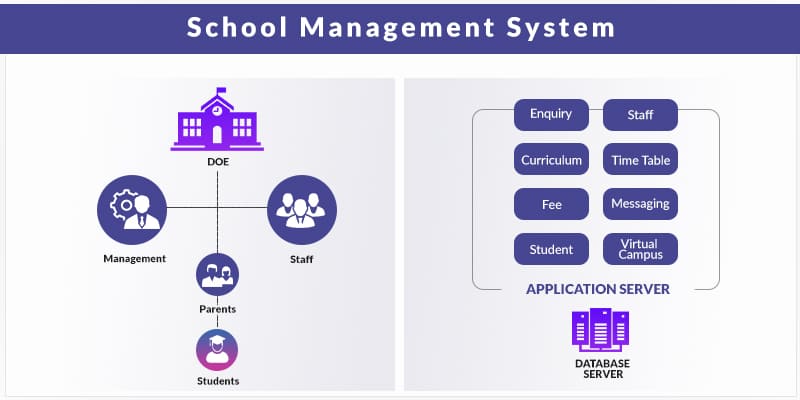 School Management System
DOE
Management
Staff
Parents
Students
Enquiry
Staff
Curriculum
Time Table
Fee
Messaging
Student
Virtual
Campus
APPLICATION SERVER
DATABASE
SERVER